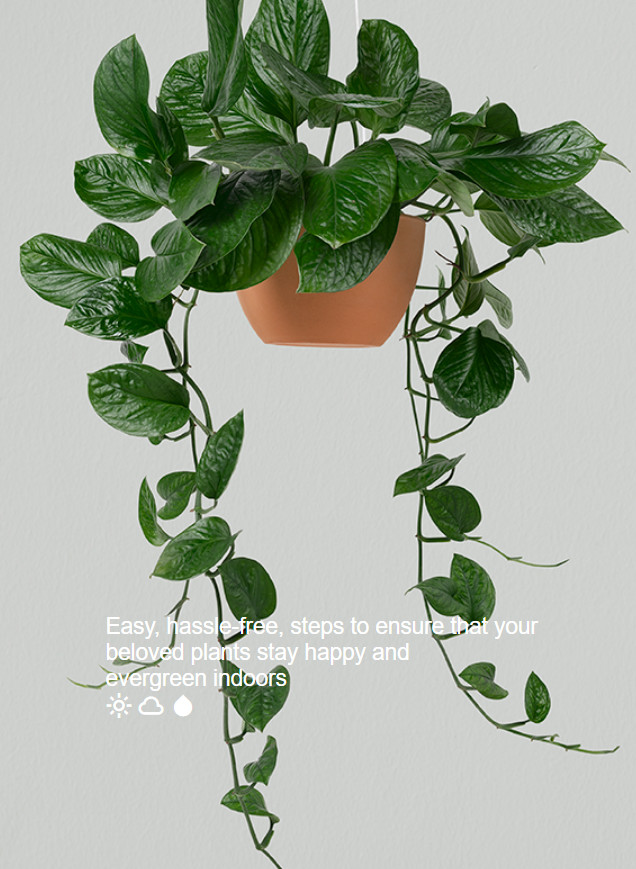 Easy, hassle-free, steps to ensure that your
beloved plants stay happy and
evergreen indoors